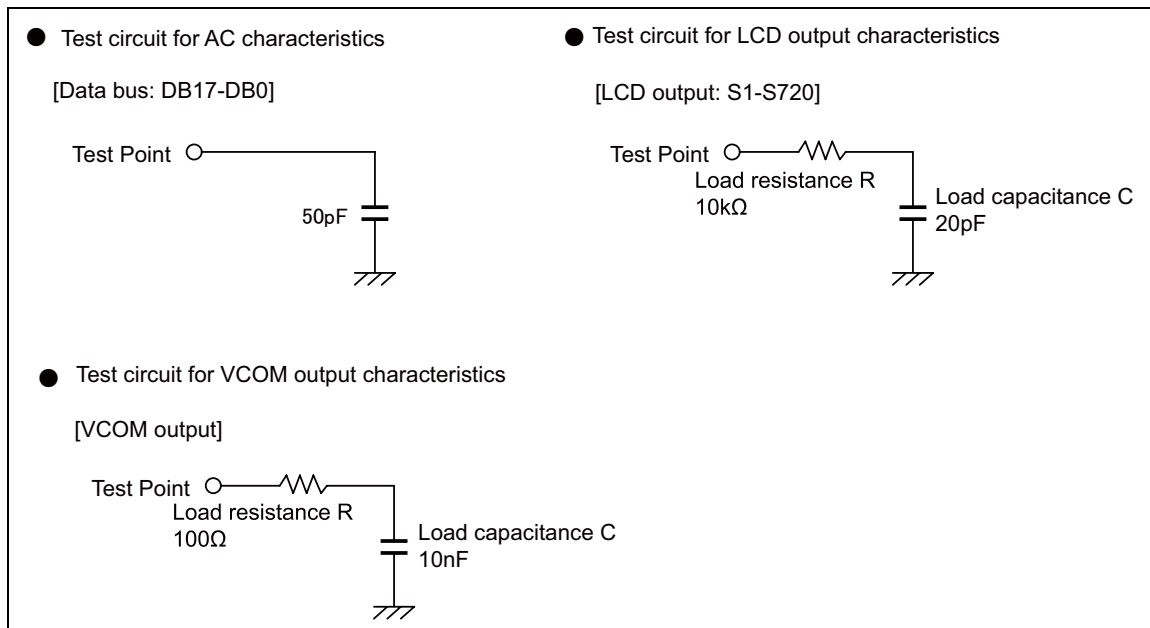 ● Test circuit for AC characteristics
[Data bus: DB17-DB0]
Test Point
50pF
● Test circuit for LCD output characteristics
[LCD output: S1-S720]
Test Point
Load resistance R
10kΩ
Load capacitance C
20pF
● Test circuit for VCOM output characteristics
[VCOM output]
Test Point
Load resistance R
100Ω
Load capacitance C
10nF